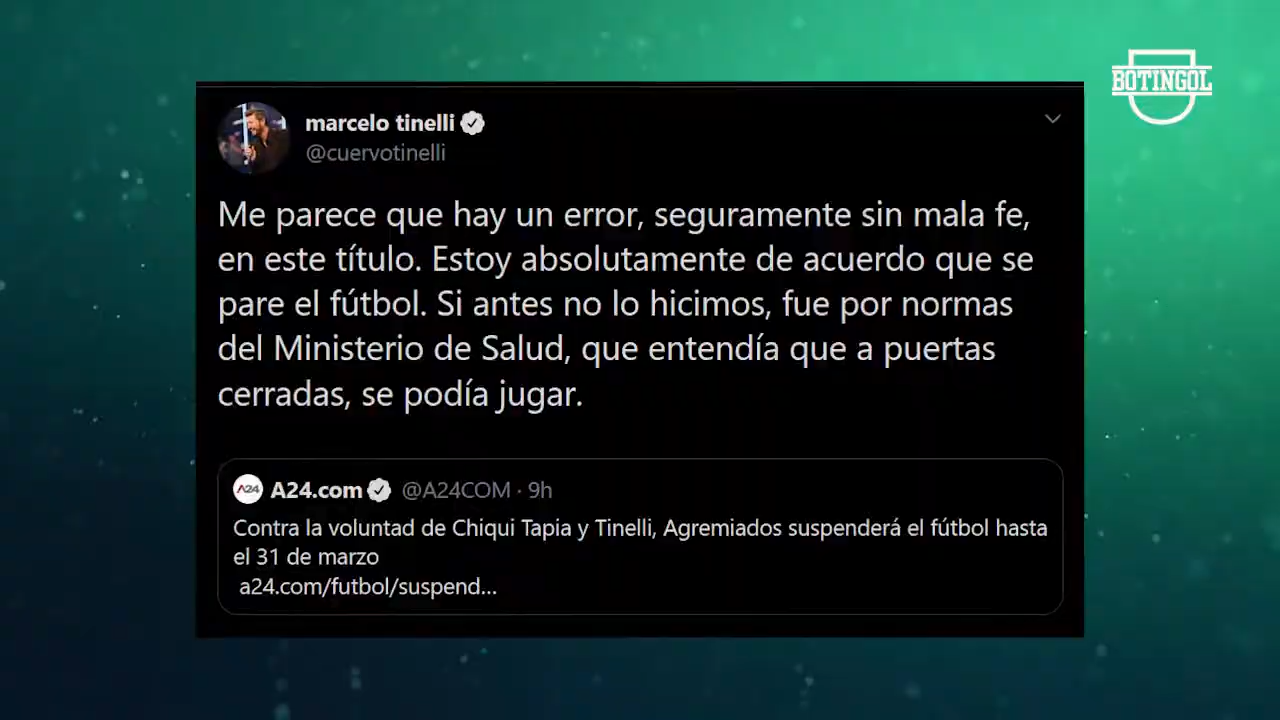 BOTINGOL
marcelo tinelli
@cuervotinelli
Me parece que hay un error, seguramente sin mala fe,
en este título. Estoy absolutamente de acuerdo que se
pare el fútbol. Si antes no lo hicimos, fue por normas
del Ministerio de Salud, que entendía que a puertas
cerradas, se podía jugar.
A24
A24.com @A24COM · 9h
Contra la voluntad de Chiqui Tapia y Tinelli, Agremiados suspenderá el fútbol hasta
el 31 de marzo
a24.com/futbol/suspend...